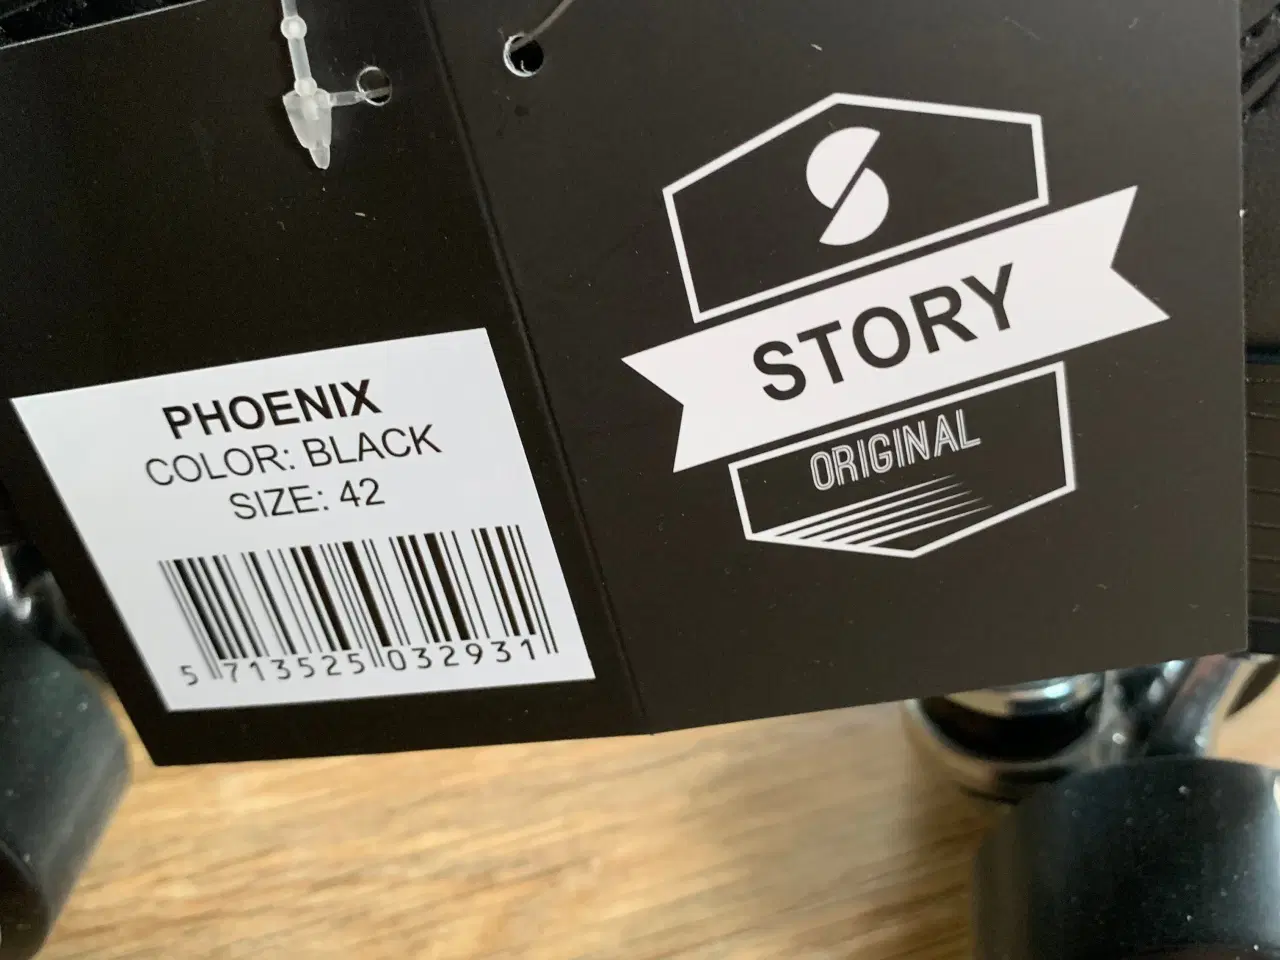 PHOENIX
COLOR: BLACK
SIZE: 42
5 713525 032931
S
STORY
ORIGINAL